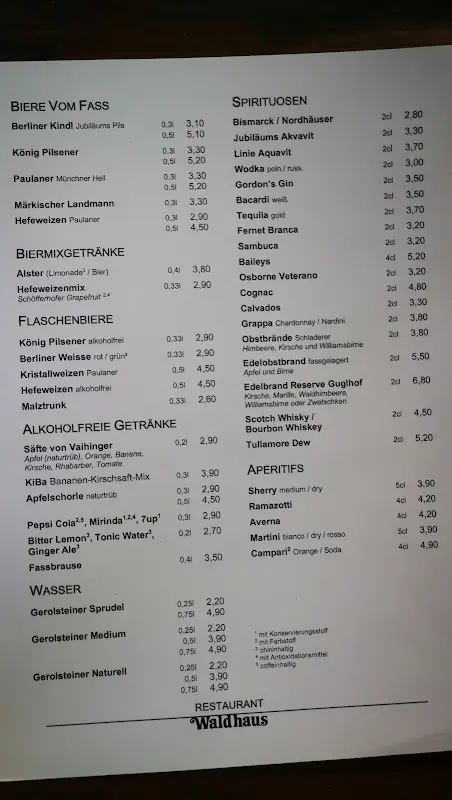 BIERE VOM FASS
Berliner Kindl Jubiläums Pils 0,3l 3,10
0,5l 5,10
König Pilsener 0,3l 3,30
0,5l 5,20
Paulaner Münchner Hell 0,3l 3,30
0,5l 5,20
Märkischer Landmann 0,3l 3,30
Hefeweizen Paulaner 0,3l 2,90
0,5l 4,50
BIERMIXGETRÄNKE
Alster (Limonade³ / Bier) 0,4l 3,80
Hefeweizenmix 0,33l 2,90
Schöfferhofer Grapefruit ²,⁴
FLASCHENBIERE
König Pilsener alkoholfrei 0,33l 2,90
Berliner Weisse rot / grün² 0,33l 2,90
Kristallweizen Paulaner 0,5l 4,50
Hefeweizen alkoholfrei 0,5l 4,50
Malztrunk 0,33l 2,60
ALKOHOLFREIE GETRÄNKE
Säfte von Vaihinger 0,2l 2,90
Apfel (naturtrüb), Orange, Banane,
Kirsche, Rhabarber, Tomate
KiBa Bananen-Kirschsaft-Mix 0,3l 3,90
Apfelschorle naturtrüb 0,3l 2,90
0,5l 4,50
Pepsi Cola²,⁵, Mirinda¹,²,⁴, 7up¹ 0,3l 2,90
Bitter Lemon³, Tonic Water³, 0,2l 2,70
Ginger Ale³
Fassbrause 0,4l 3,50
WASSER
Gerolsteiner Sprudel 0,25l 2,20
0,75l 4,90
Gerolsteiner Medium 0,25l 2,20
0,5l 3,90
0,75l 4,90
Gerolsteiner Naturell 0,25l 2,20
0,5l 3,90
0,75l 4,90
SPIRITUOSEN
Bismarck / Nordhäuser 2cl 2,80
Jubiläums Akvavit 2cl 3,30
Linie Aquavit 2cl 3,70
Wodka poln./ russ. 2cl 3,00
Gordon's Gin 2cl 3,50
Bacardi weiß 2cl 3,50
Tequila gold 2cl 3,70
Fernet Branca 2cl 3,20
Sambuca 2cl 3,20
Baileys 4cl 5,20
Osborne Veterano 2cl 3,20
Cognac 2cl 4,80
Calvados 2cl 3,30
Grappa Chardonnay / Nardini 2cl 3,80
Obstbrände Schladerer 2cl 3,80
Himbeere, Kirsche und Williamsbirne
Edelobstbrand fassgelagert 2cl 5,50
Apfel und Birne
Edelbrand Reserve Guglhof 2cl 6,80
Kirsche, Marille, Waldhimbeere,
Williamsbirne oder Zwetschken
Scotch Whisky / 2cl 4,50
Bourbon Whiskey
Tullamore Dew 2cl 5,20
APERITIFS
Sherry medium / dry 5cl 3,90
Ramazotti 4cl 4,20
Averna 4cl 4,20
Martini bianco / dry / rosso 5cl 3,90
Campari² Orange / Soda 4cl 4,90
¹ mit Konservierungsstoff
² mit Farbstoff
³ chininhaltig
⁴ mit Antioxidationsmittel
⁵ coffeinhaltig
RESTAURANT
Waldhaus